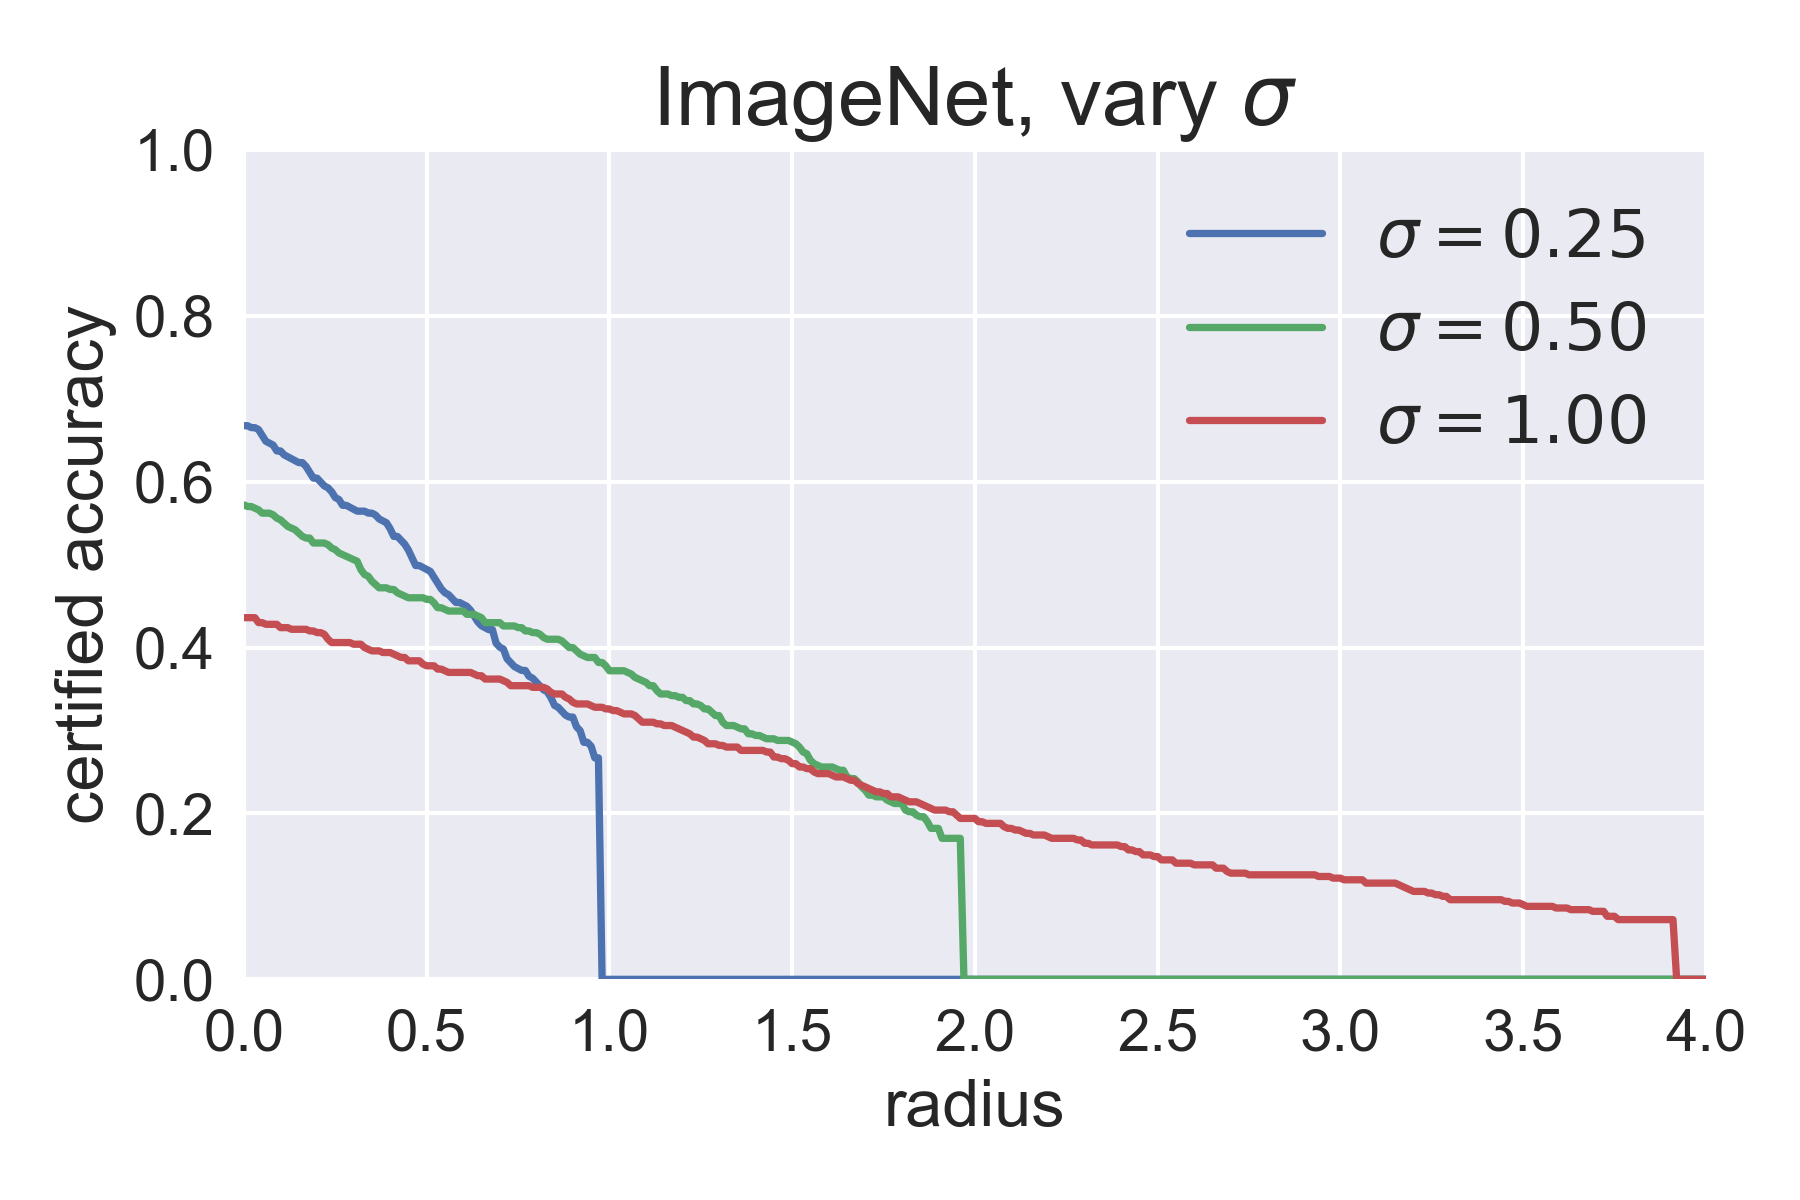 ImageNet, vary σ
1.0
0.8
0.6
0.4
0.2
0.0
certified accuracy
σ = 0.25
σ = 0.50
σ = 1.00
0.0 0.5 1.0 1.5 2.0 2.5 3.0 3.5 4.0
radius